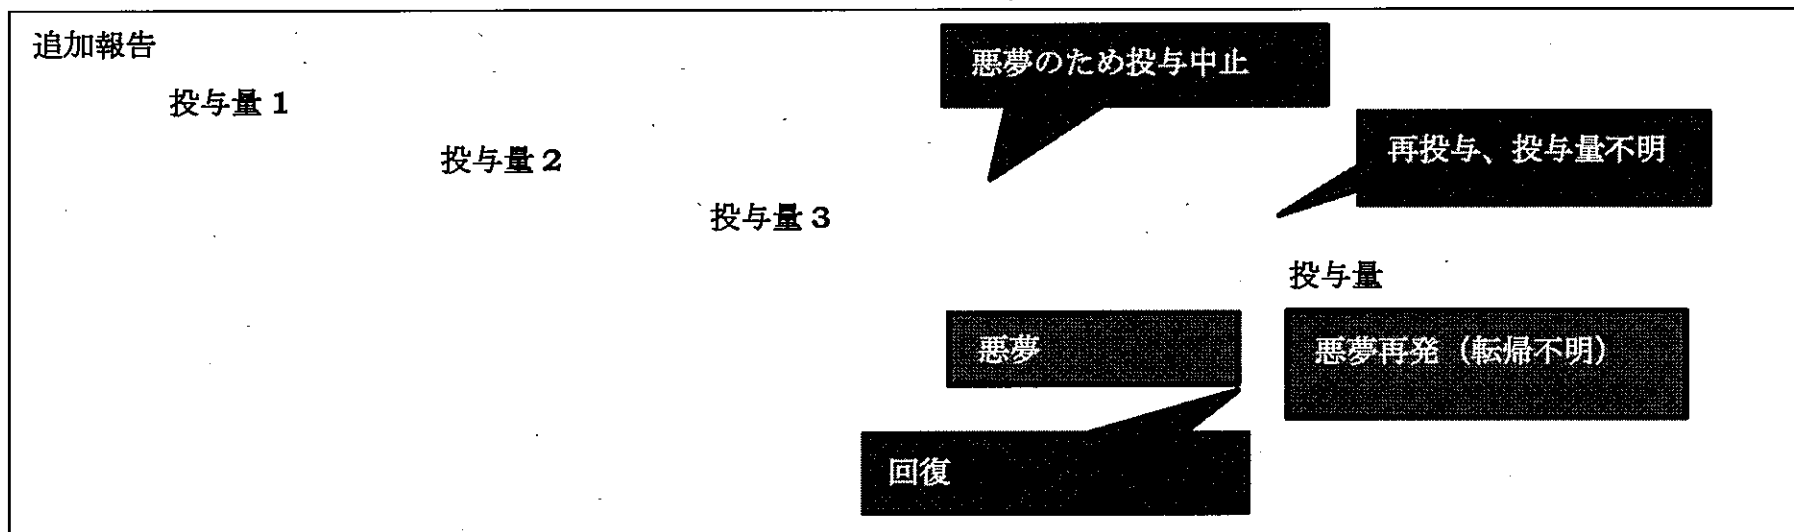 追加報告
悪夢のため投与中止
投与量 1
再投与、投与量不明
投与量 2
投与量 3
投与量
悪夢
悪夢再発（転帰不明）
回復